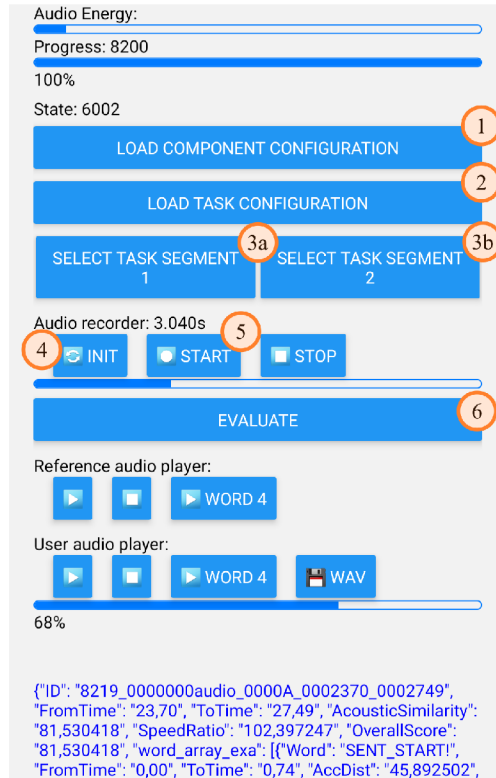 Audio Energy:
Progress: 8200
100%
State: 6002
1
LOAD COMPONENT CONFIGURATION
2
LOAD TASK CONFIGURATION
3a
3b
SELECT TASK SEGMENT 1
SELECT TASK SEGMENT 2
Audio recorder: 3.040s
4
INIT
START
5
STOP
6
EVALUATE
Reference audio player:
WORD 4
User audio player:
WORD 4
WAV
68%
{"ID": "8219_0000000audio_0000A_0002370_0002749",
"FromTime": "23,70", "ToTime": "27,49", "AcousticSimilarity":
"81,530418", "SpeedRatio": "102,397247", "OverallScore":
"81,530418", "word_array_exa": [{"Word": "SENT_START!",
"FromTime": "0,00", "ToTime": "0,74", "AccDist": "45,892502",